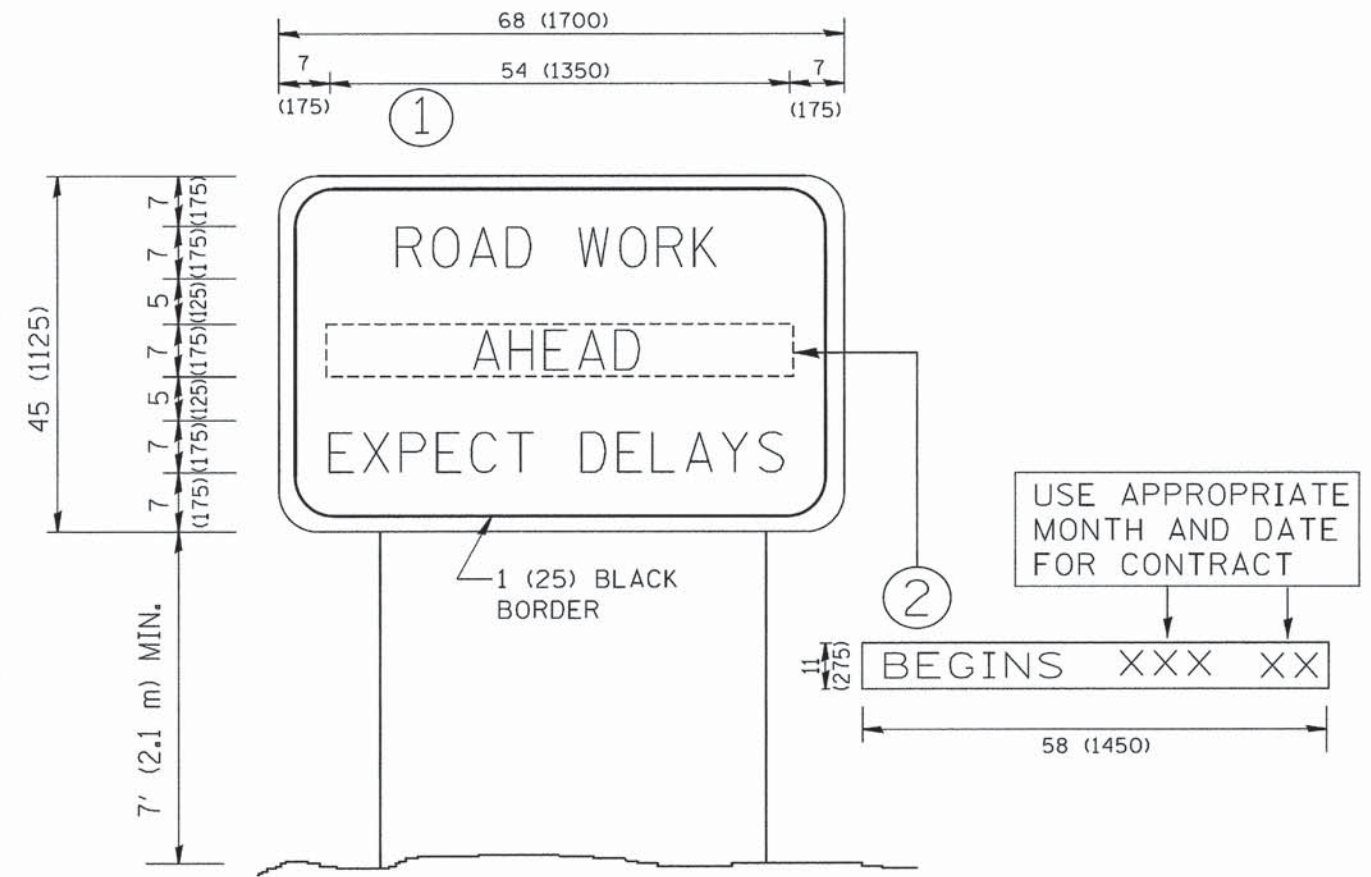 68 (1700)
7
54 (1350)
7
(175)
(175)
1
45 (1125)
7
(175)
7
(175)
5
(125)
7
(175)
5
(125)
7
(175)
7
(175)
ROAD WORK
AHEAD
EXPECT DELAYS
1 (25) BLACK
BORDER
7' (2.1 m) MIN.
2
USE APPROPRIATE
MONTH AND DATE
FOR CONTRACT
11
(275)
BEGINS XXX XX
58 (1450)